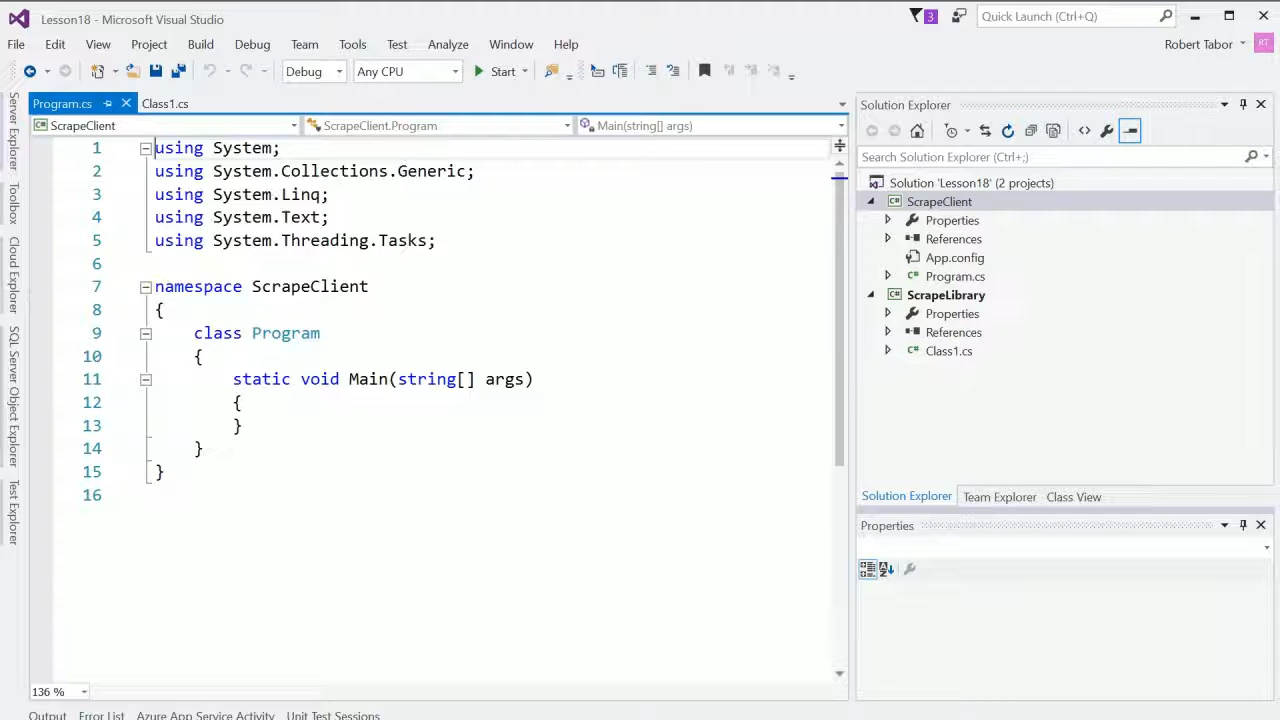 Lesson18 - Microsoft Visual Studio
3
Quick Launch (Ctrl+Q)
File Edit View Project Build Debug Team Tools Test Analyze Window Help
Robert Tabor
RT
Debug
Any CPU
Start
Server Explorer
Toolbox
Cloud Explorer
SQL Server Object Explorer
Test Explorer
Program.cs
Class1.cs
ScrapeClient
ScrapeClient.Program
Main(string[] args)
1 using System;
2 using System.Collections.Generic;
3 using System.Linq;
4 using System.Text;
5 using System.Threading.Tasks;
6
7 namespace ScrapeClient
8 {
9 class Program
10 {
11 static void Main(string[] args)
12 {
13 }
14 }
15 }
16
136 %
Solution Explorer
Search Solution Explorer (Ctrl+;)
Solution 'Lesson18' (2 projects)
ScrapeClient
Properties
References
App.config
Program.cs
ScrapeLibrary
Properties
References
Class1.cs
Solution Explorer Team Explorer Class View
Properties
Output Error List Azure App Service Activity Unit Test Sessions